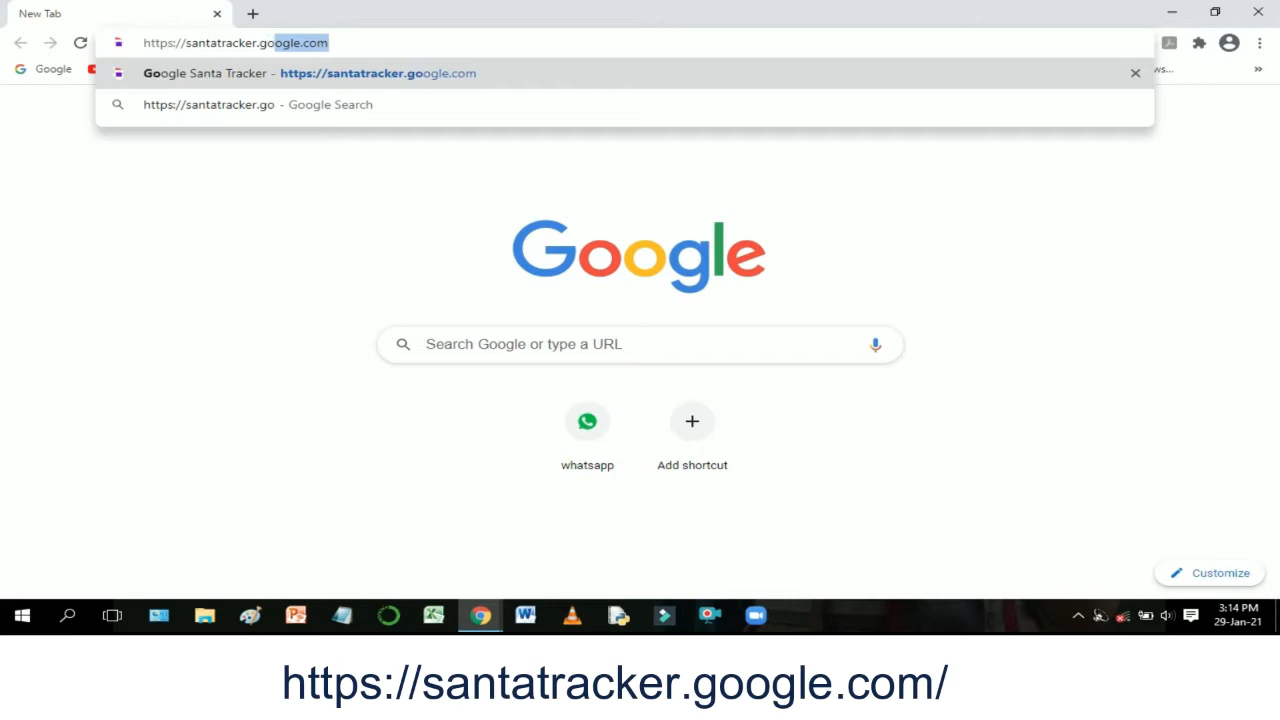 New Tab
https://santatracker.google.com
Google
ws...
»
Google Santa Tracker - https://santatracker.google.com
https://santatracker.go - Google Search
Google
Search Google or type a URL
whatsapp
Add shortcut
Customize
3:14 PM
29-Jan-21
https://santatracker.google.com/